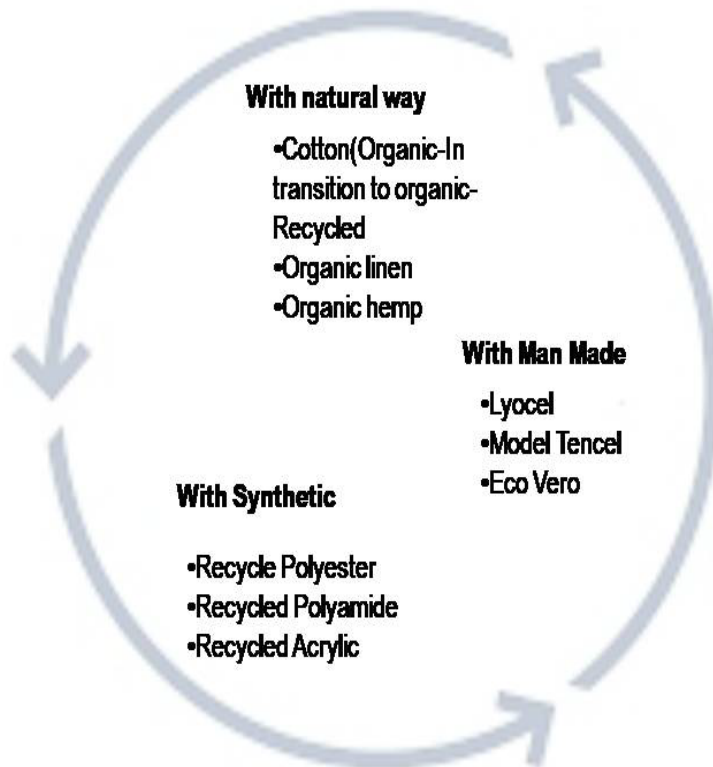 With natural way
•Cotton(Organic-In
transition to organic-
Recycled
•Organic linen
•Organic hemp
With Man Made
•Lyocel
•Model Tencel
•Eco Vero
With Synthetic
•Recycle Polyester
•Recycled Polyamide
•Recycled Acrylic